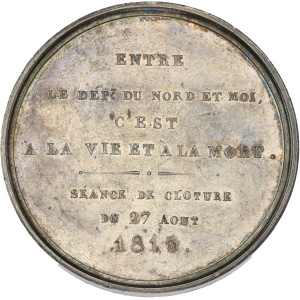 ENTRE
LE DEPT. DU NORD ET MOI,
C'EST
A LA VIE ET A LA MORT.
SÉANCE DE CLOTURE
DU 27 AOUT
1815.